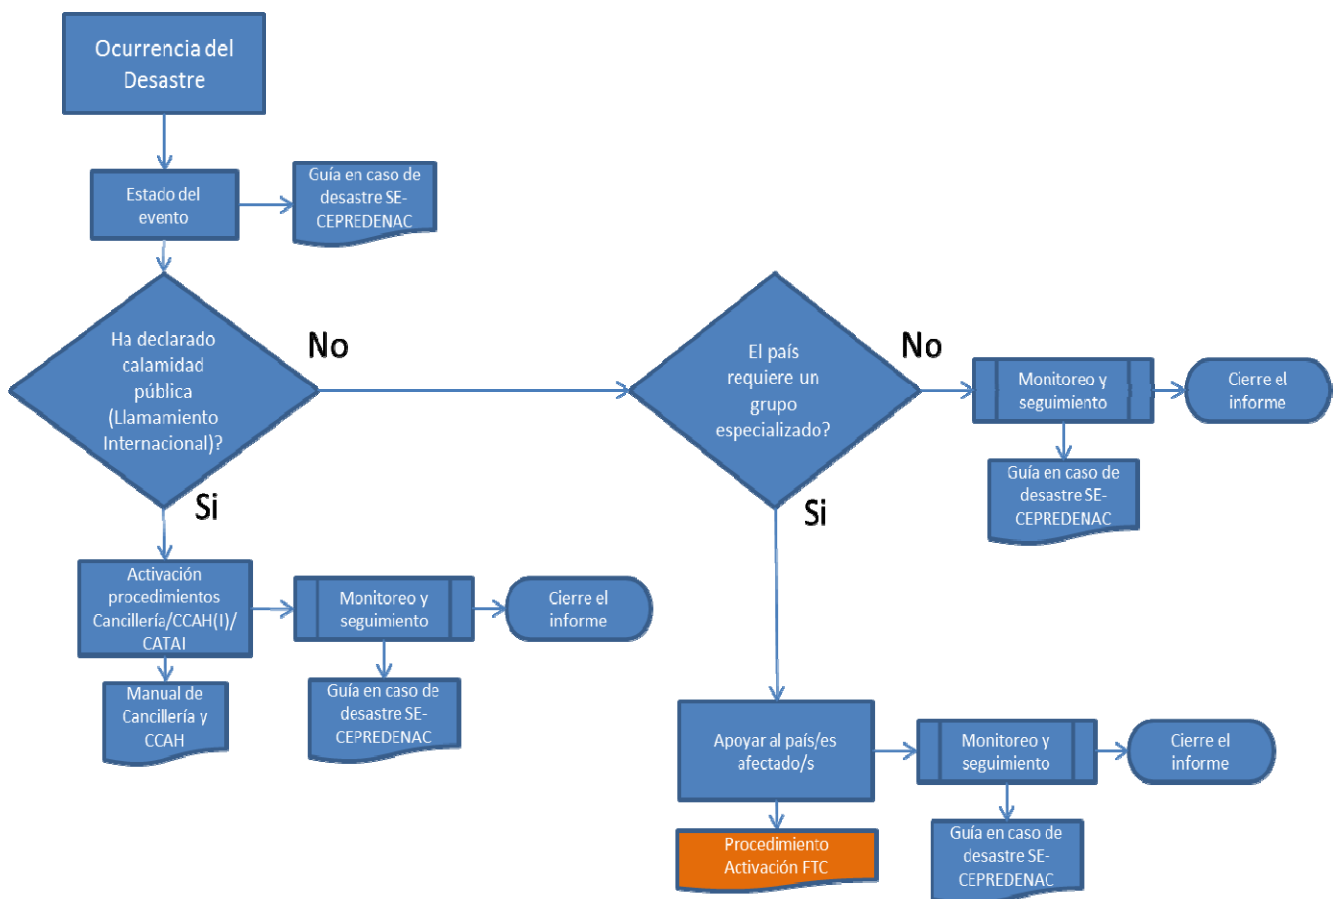 Ocurrencia del
Desastre
Estado del
evento
Guía en caso de
desastre SE-
CEPREDENAC
Ha declarado
calamidad
pública
(Llamamiento
Internacional)?
No
El país
requiere un
grupo
especializado?
No
Monitoreo y
seguimiento
Cierre el
informe
Guía en caso de
desastre SE-
CEPREDENAC
Si
Si
Activación
procedimientos
Cancillería/CCAH(I)/
CATAI
Monitoreo y
seguimiento
Cierre el
informe
Manual de
Cancillería y
CCAH
Guía en caso de
desastre SE-
CEPREDENAC
Apoyar al país/es
afectado/s
Monitoreo y
seguimiento
Cierre el
informe
Procedimiento
Activación FTC
Guía en caso de
desastre SE-
CEPREDENAC